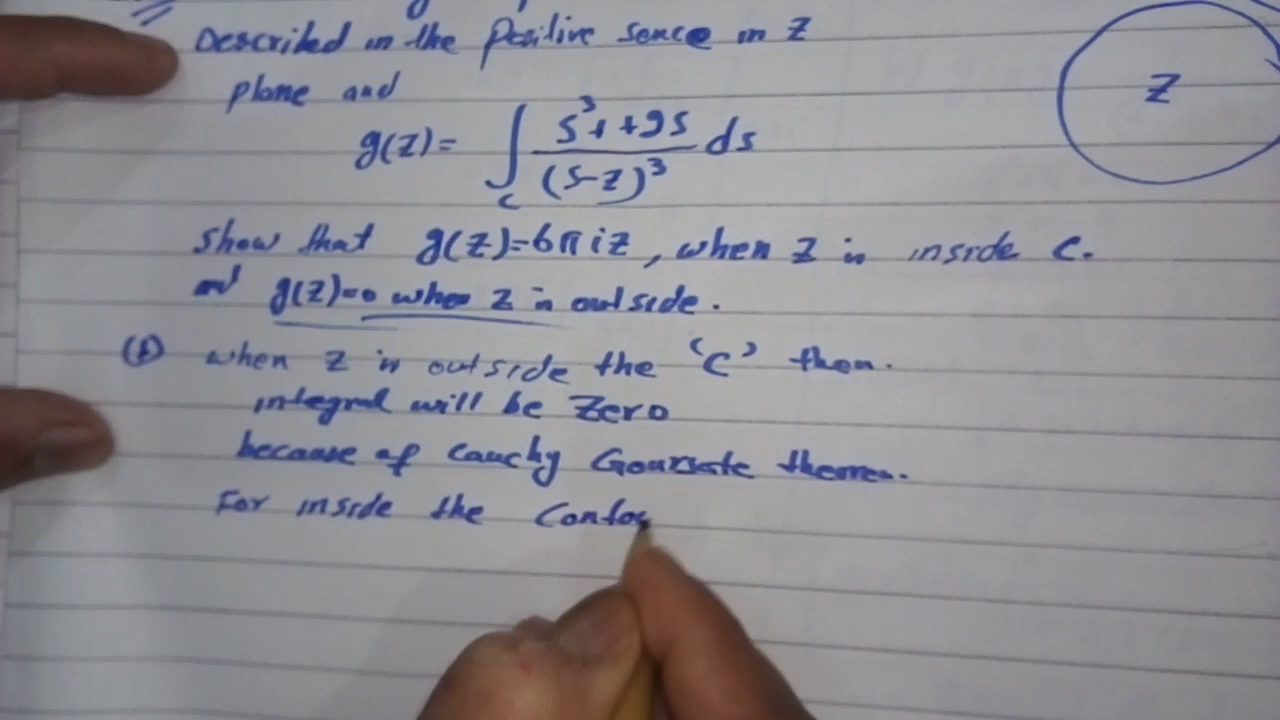 Described in the Positive sence in Z
plane and
g(z)= ∫_C (s³+ +2s)/(s-z)³ ds
Z
show that g(z)=6πiz, when z is inside C.
and g(z)=0 when z is outside.
when z is outside the 'C' then.
integral will be Zero
because of Cauchy Goursate theorem.
For inside the Conto